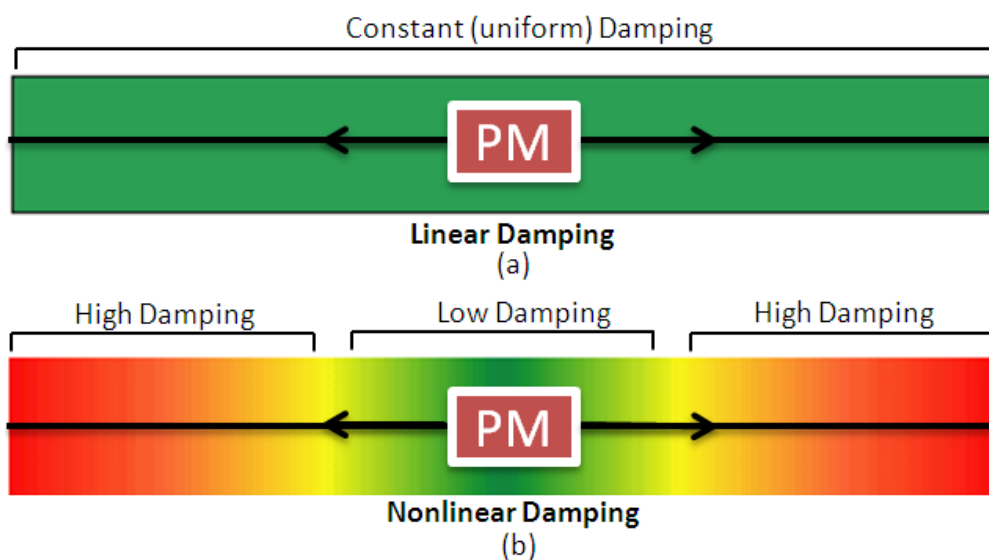 Constant (uniform) Damping
PM
Linear Damping
(a)
High Damping
Low Damping
High Damping
PM
Nonlinear Damping
(b)